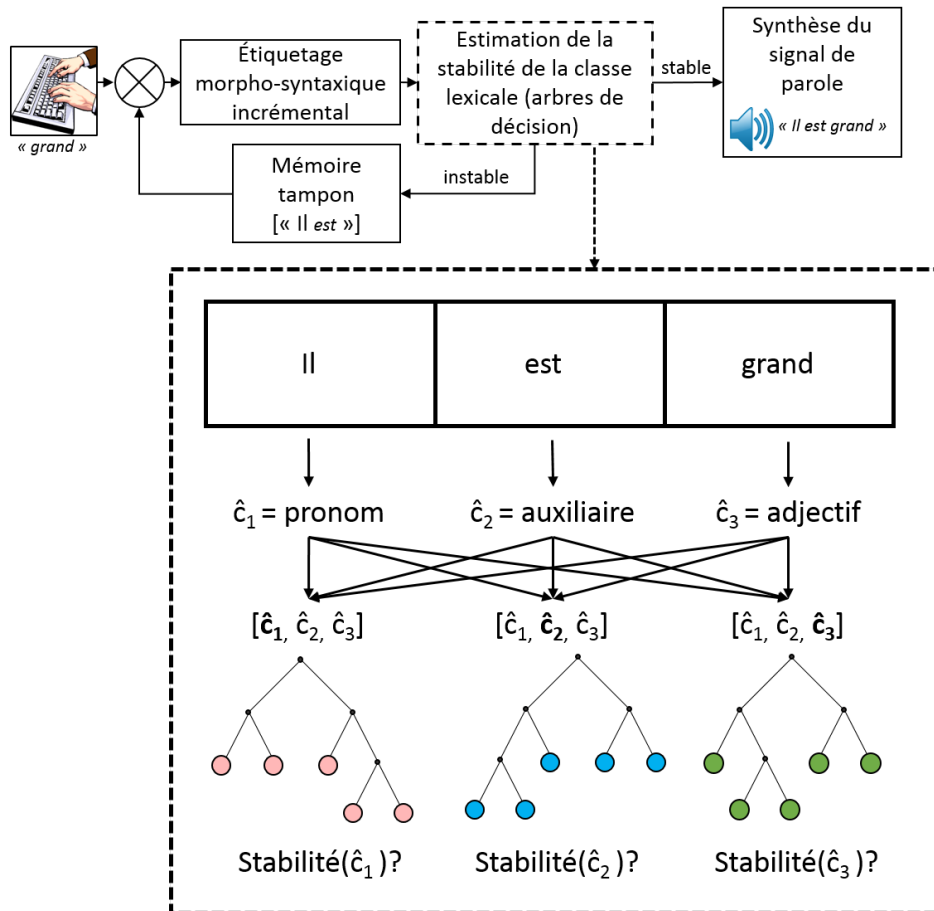 « grand »
Étiquetage
morpho-syntaxique
incrémental
Estimation de la
stabilité de la classe
lexicale (arbres de
décision)
stable
Synthèse du
signal de
parole
« Il est grand »
instable
Mémoire
tampon
[« Il est »]
Il est grand
ĉ1 = pronom ĉ2 = auxiliaire ĉ3 = adjectif
[ĉ1, ĉ2, ĉ3] [ĉ1, ĉ2, ĉ3] [ĉ1, ĉ2, ĉ3]
Stabilité(ĉ1)? Stabilité(ĉ2)? Stabilité(ĉ3)?